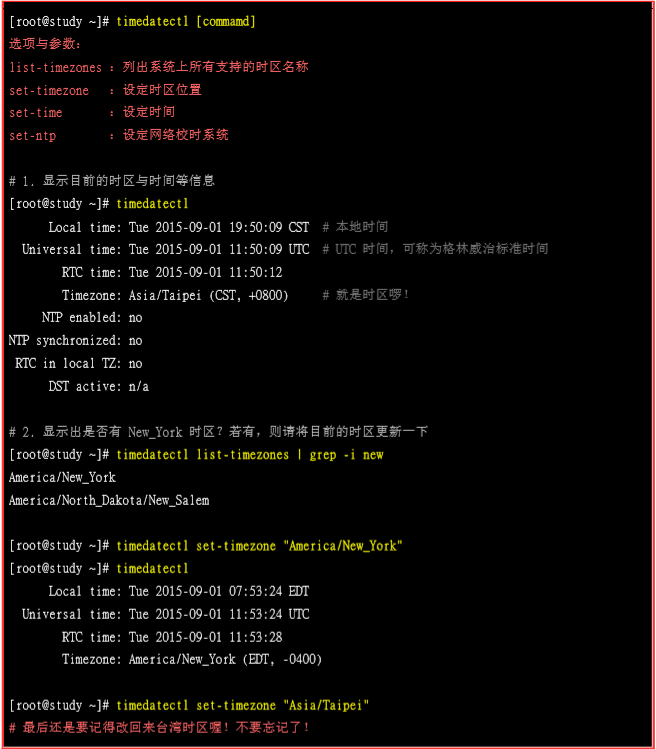 [root@study ~]# timedatectl [commamd]
选项与参数：
list-timezones ：列出系统上所有支持的时区名称
set-timezone ：设定时区位置
set-time ：设定时间
set-ntp ：设定网络校时系统
# 1. 显示目前的时区与时间等信息
[root@study ~]# timedatectl
Local time: Tue 2015-09-01 19:50:09 CST # 本地时间
Universal time: Tue 2015-09-01 11:50:09 UTC # UTC 时间，可称为格林威治标准时间
RTC time: Tue 2015-09-01 11:50:12
Timezone: Asia/Taipei (CST, +0800) # 就是时区啰！
NTP enabled: no
NTP synchronized: no
RTC in local TZ: no
DST active: n/a
# 2. 显示出是否有 New_York 时区？若有，则请将目前的时区更新一下
[root@study ~]# timedatectl list-timezones | grep -i new
America/New_York
America/North_Dakota/New_Salem
[root@study ~]# timedatectl set-timezone "America/New_York"
[root@study ~]# timedatectl
Local time: Tue 2015-09-01 07:53:24 EDT
Universal time: Tue 2015-09-01 11:53:24 UTC
RTC time: Tue 2015-09-01 11:53:28
Timezone: America/New_York (EDT, -0400)
[root@study ~]# timedatectl set-timezone "Asia/Taipei"
# 最后还是要记得改回来台湾时区喔！不要忘记了！